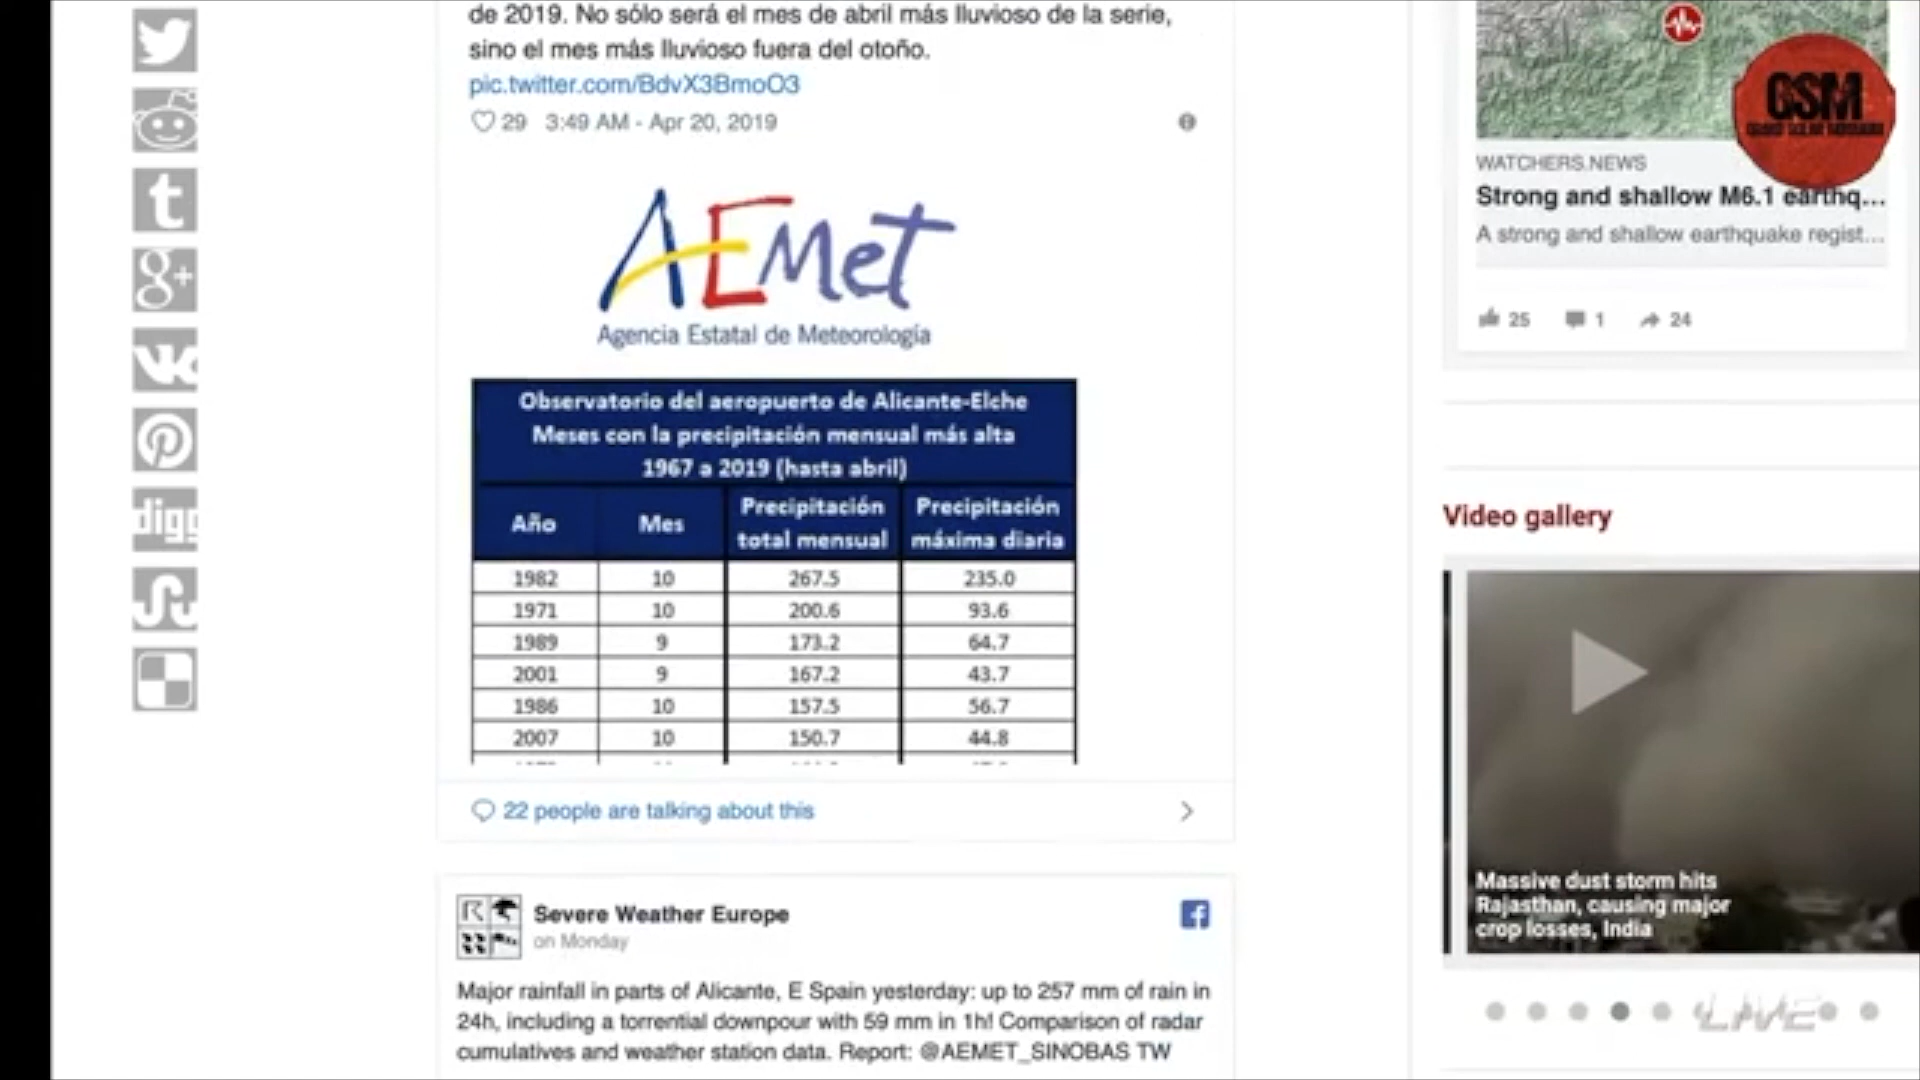 de 2019. No sólo será el mes de abril más lluvioso de la serie,
sino el mes más lluvioso fuera del otoño.
pic.twitter.com/BdvX3BmoO3
29 3:49 AM - Apr 20, 2019
AEMet
Agencia Estatal de Meteorología
Observatorio del aeropuerto de Alicante-Elche
Meses con la precipitación mensual más alta
1967 a 2019 (hasta abril)
Año Mes Precipitación total mensual Precipitación máxima diaria
1982 10 267.5 235.0
1971 10 200.6 93.6
1989 9 173.2 64.7
2001 9 167.2 43.7
1986 10 157.5 56.7
2007 10 150.7 44.8
22 people are talking about this
Severe Weather Europe
on Monday
Major rainfall in parts of Alicante, E Spain yesterday: up to 257 mm of rain in
24h, including a torrential downpour with 59 mm in 1h! Comparison of radar
cumulatives and weather station data. Report: @AEMET_SINOBAS TW
GSM
WATCHERS.NEWS
Strong and shallow M6.1 earthq...
A strong and shallow earthquake regist...
25 1 24
Video gallery
Massive dust storm hits
Rajasthan, causing major
crop losses, India
LIVE
digg